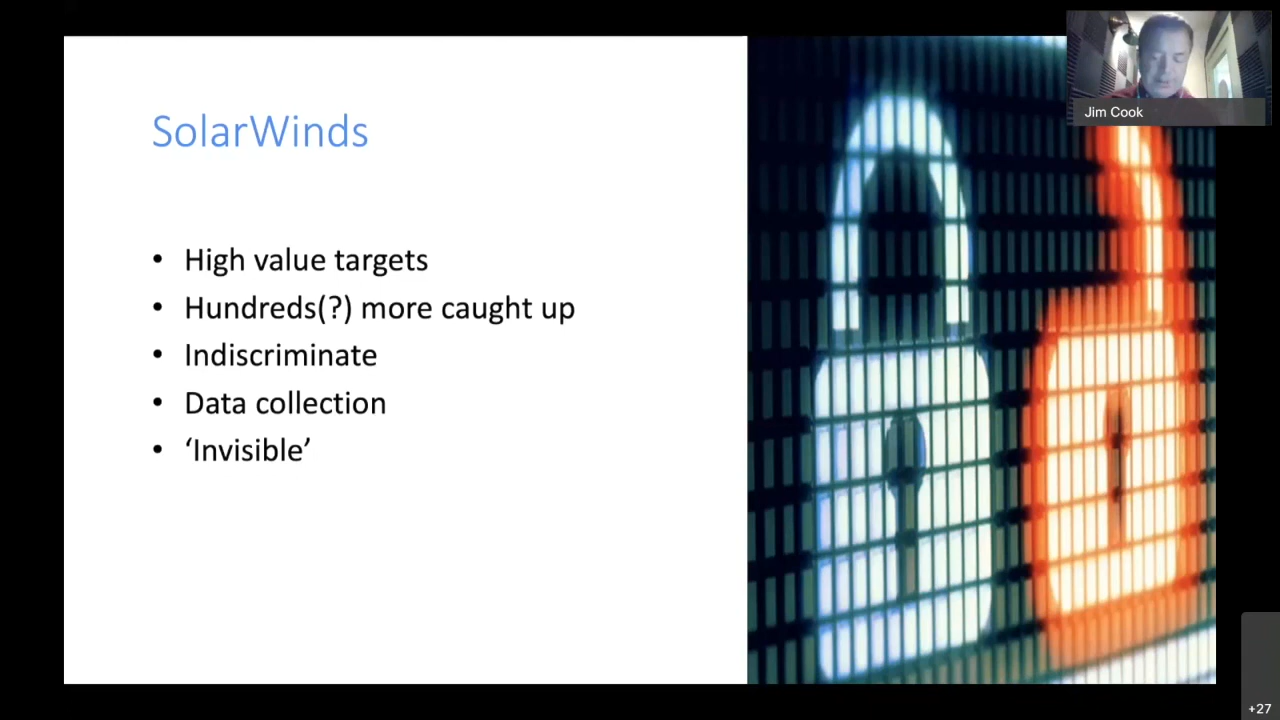 SolarWinds
• High value targets
• Hundreds(?) more caught up
• Indiscriminate
• Data collection
• ‘Invisible’
Jim Cook
+27